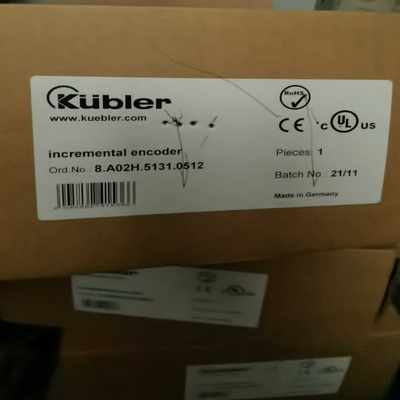 Kübler
www.kuebler.com
RoHS
CE c UL US
incremental encoder
Pieces: 1
Ord.No.: 8.A02H.5131.0512
Batch No.: 21/11
Made in Germany
Kübler